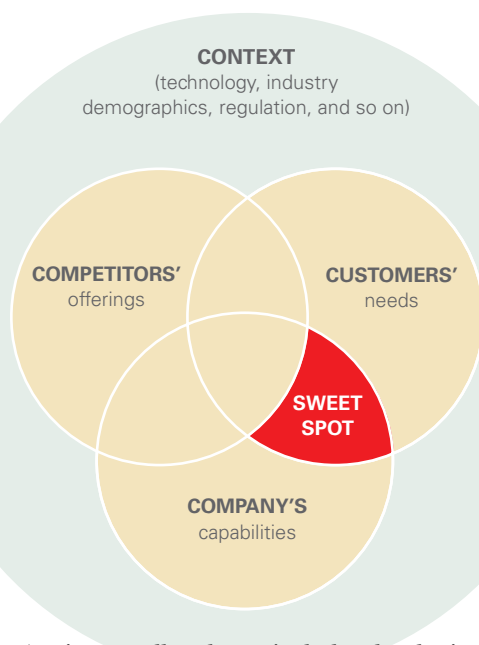 CONTEXT
(technology, industry
demographics, regulation, and so on)
COMPETITORS’
offerings
CUSTOMERS’
needs
SWEET
SPOT
COMPANY’S
capabilities